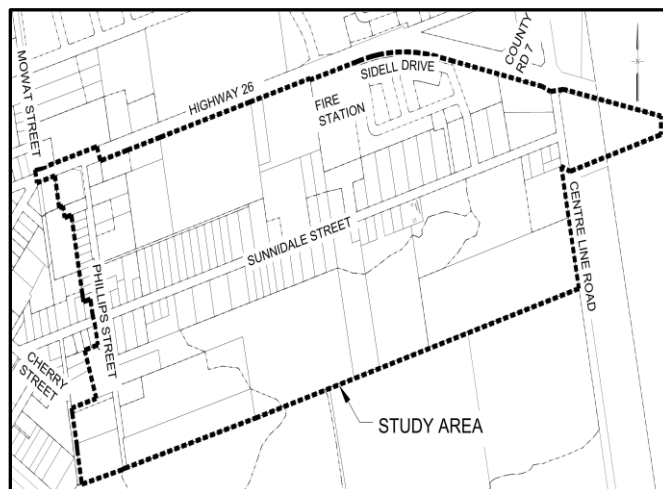 MOWAT STREET
HIGHWAY 26
FIRE
STATION
SIDELL DRIVE
COUNTY
RD 7
SUNNIDALE STREET
CENTRE LINE ROAD
PHILLIPS STREET
CHERRY
STREET
STUDY AREA